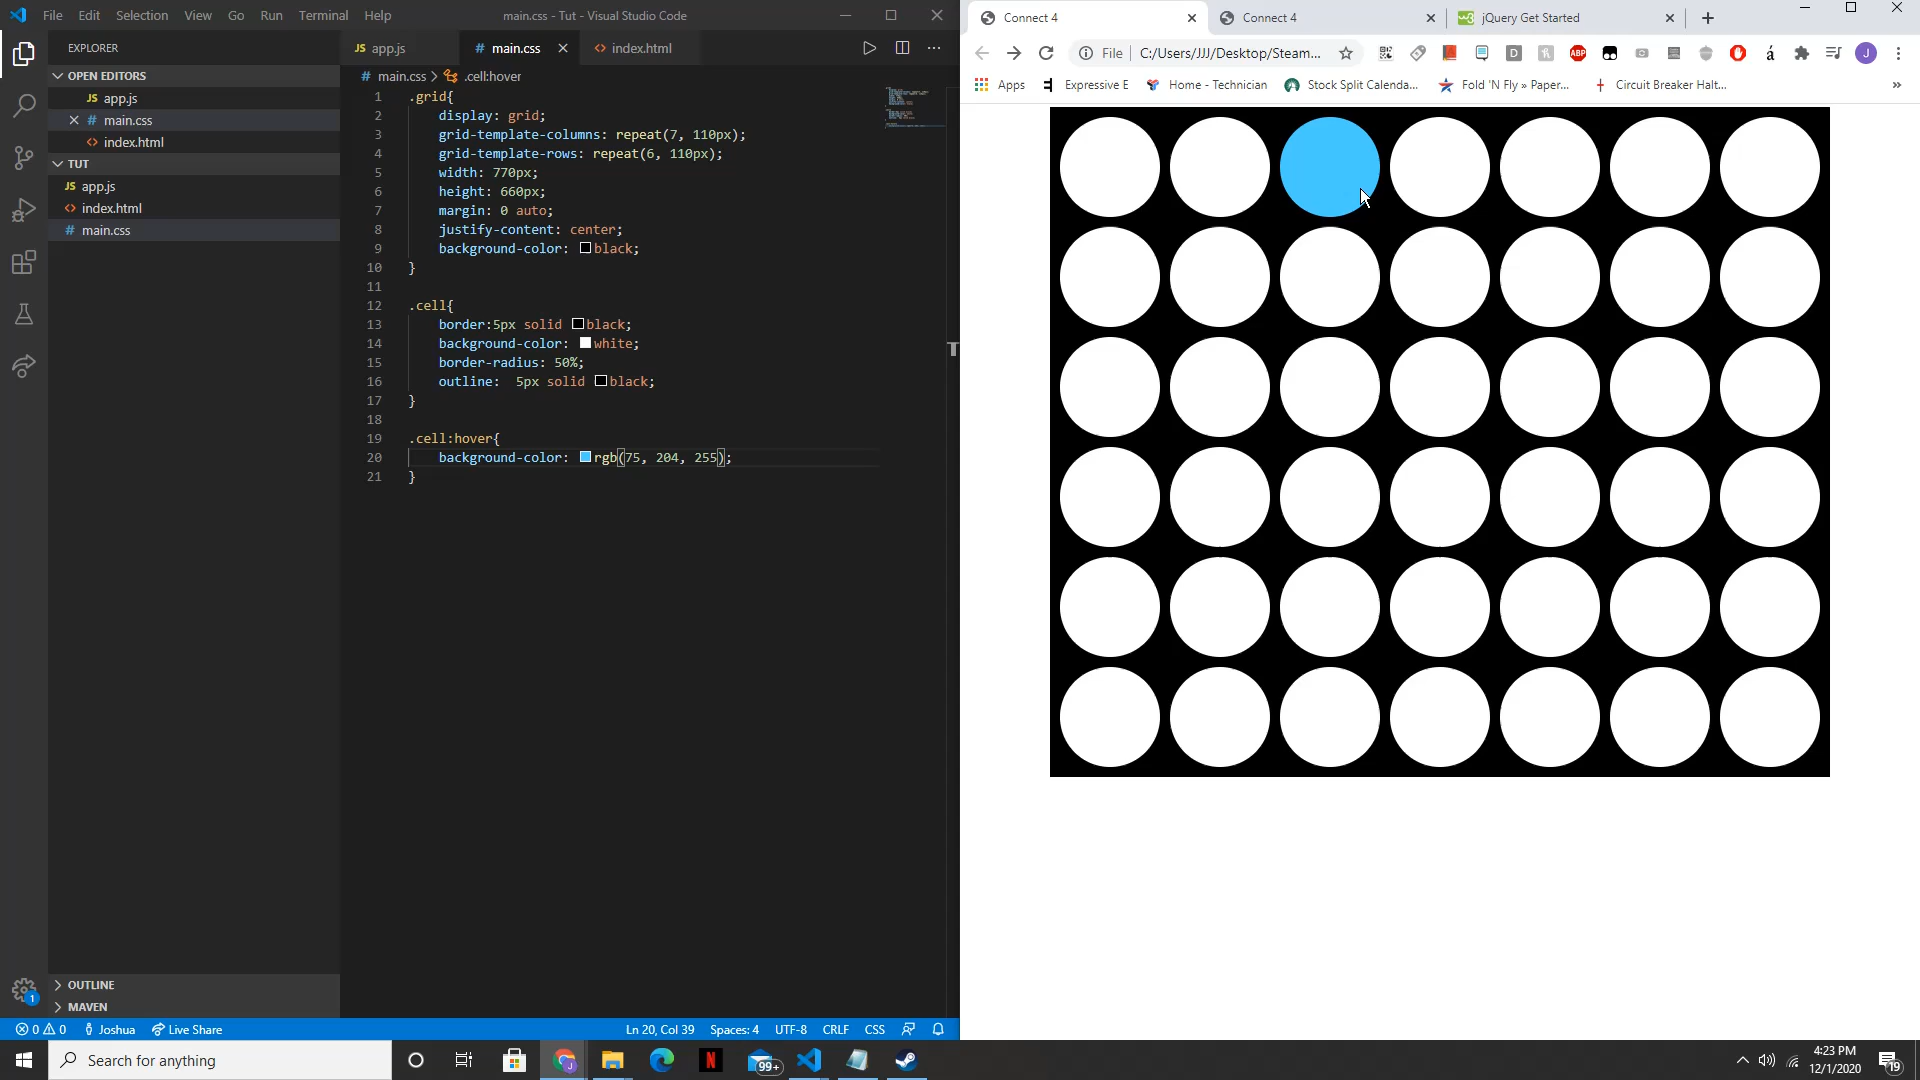 File Edit Selection View Go Run Terminal Help
main.css - Tut - Visual Studio Code
EXPLORER
OPEN EDITORS
JS app.js
# main.css
<> index.html
TUT
JS app.js
<> index.html
# main.css
OUTLINE
MAVEN
JS app.js
# main.css
<> index.html
# main.css > .cell:hover
1 .grid{
2 display: grid;
3 grid-template-columns: repeat(7, 110px);
4 grid-template-rows: repeat(6, 110px);
5 width: 770px;
6 height: 660px;
7 margin: 0 auto;
8 justify-content: center;
9 background-color: black;
10 }
11
12 .cell{
13 border:5px solid black;
14 background-color: white;
15 border-radius: 50%;
16 outline:  5px solid black;
17 }
18
19 .cell:hover{
20 background-color: rgb(75, 204, 255);
21 }
1
0 0 Joshua Live Share
Ln 20, Col 39 Spaces: 4 UTF-8 CRLF CSS
Connect 4
Connect 4
w3 jQuery Get Started
File C:/Users/JJJ/Desktop/Steam...
D
ABP
á
J
Apps Expressive E Home - Technician Stock Split Calenda... Fold 'N Fly » Paper... Circuit Breaker Halt... »
Search for anything
J
N
99+
4:23 PM
12/1/2020
19